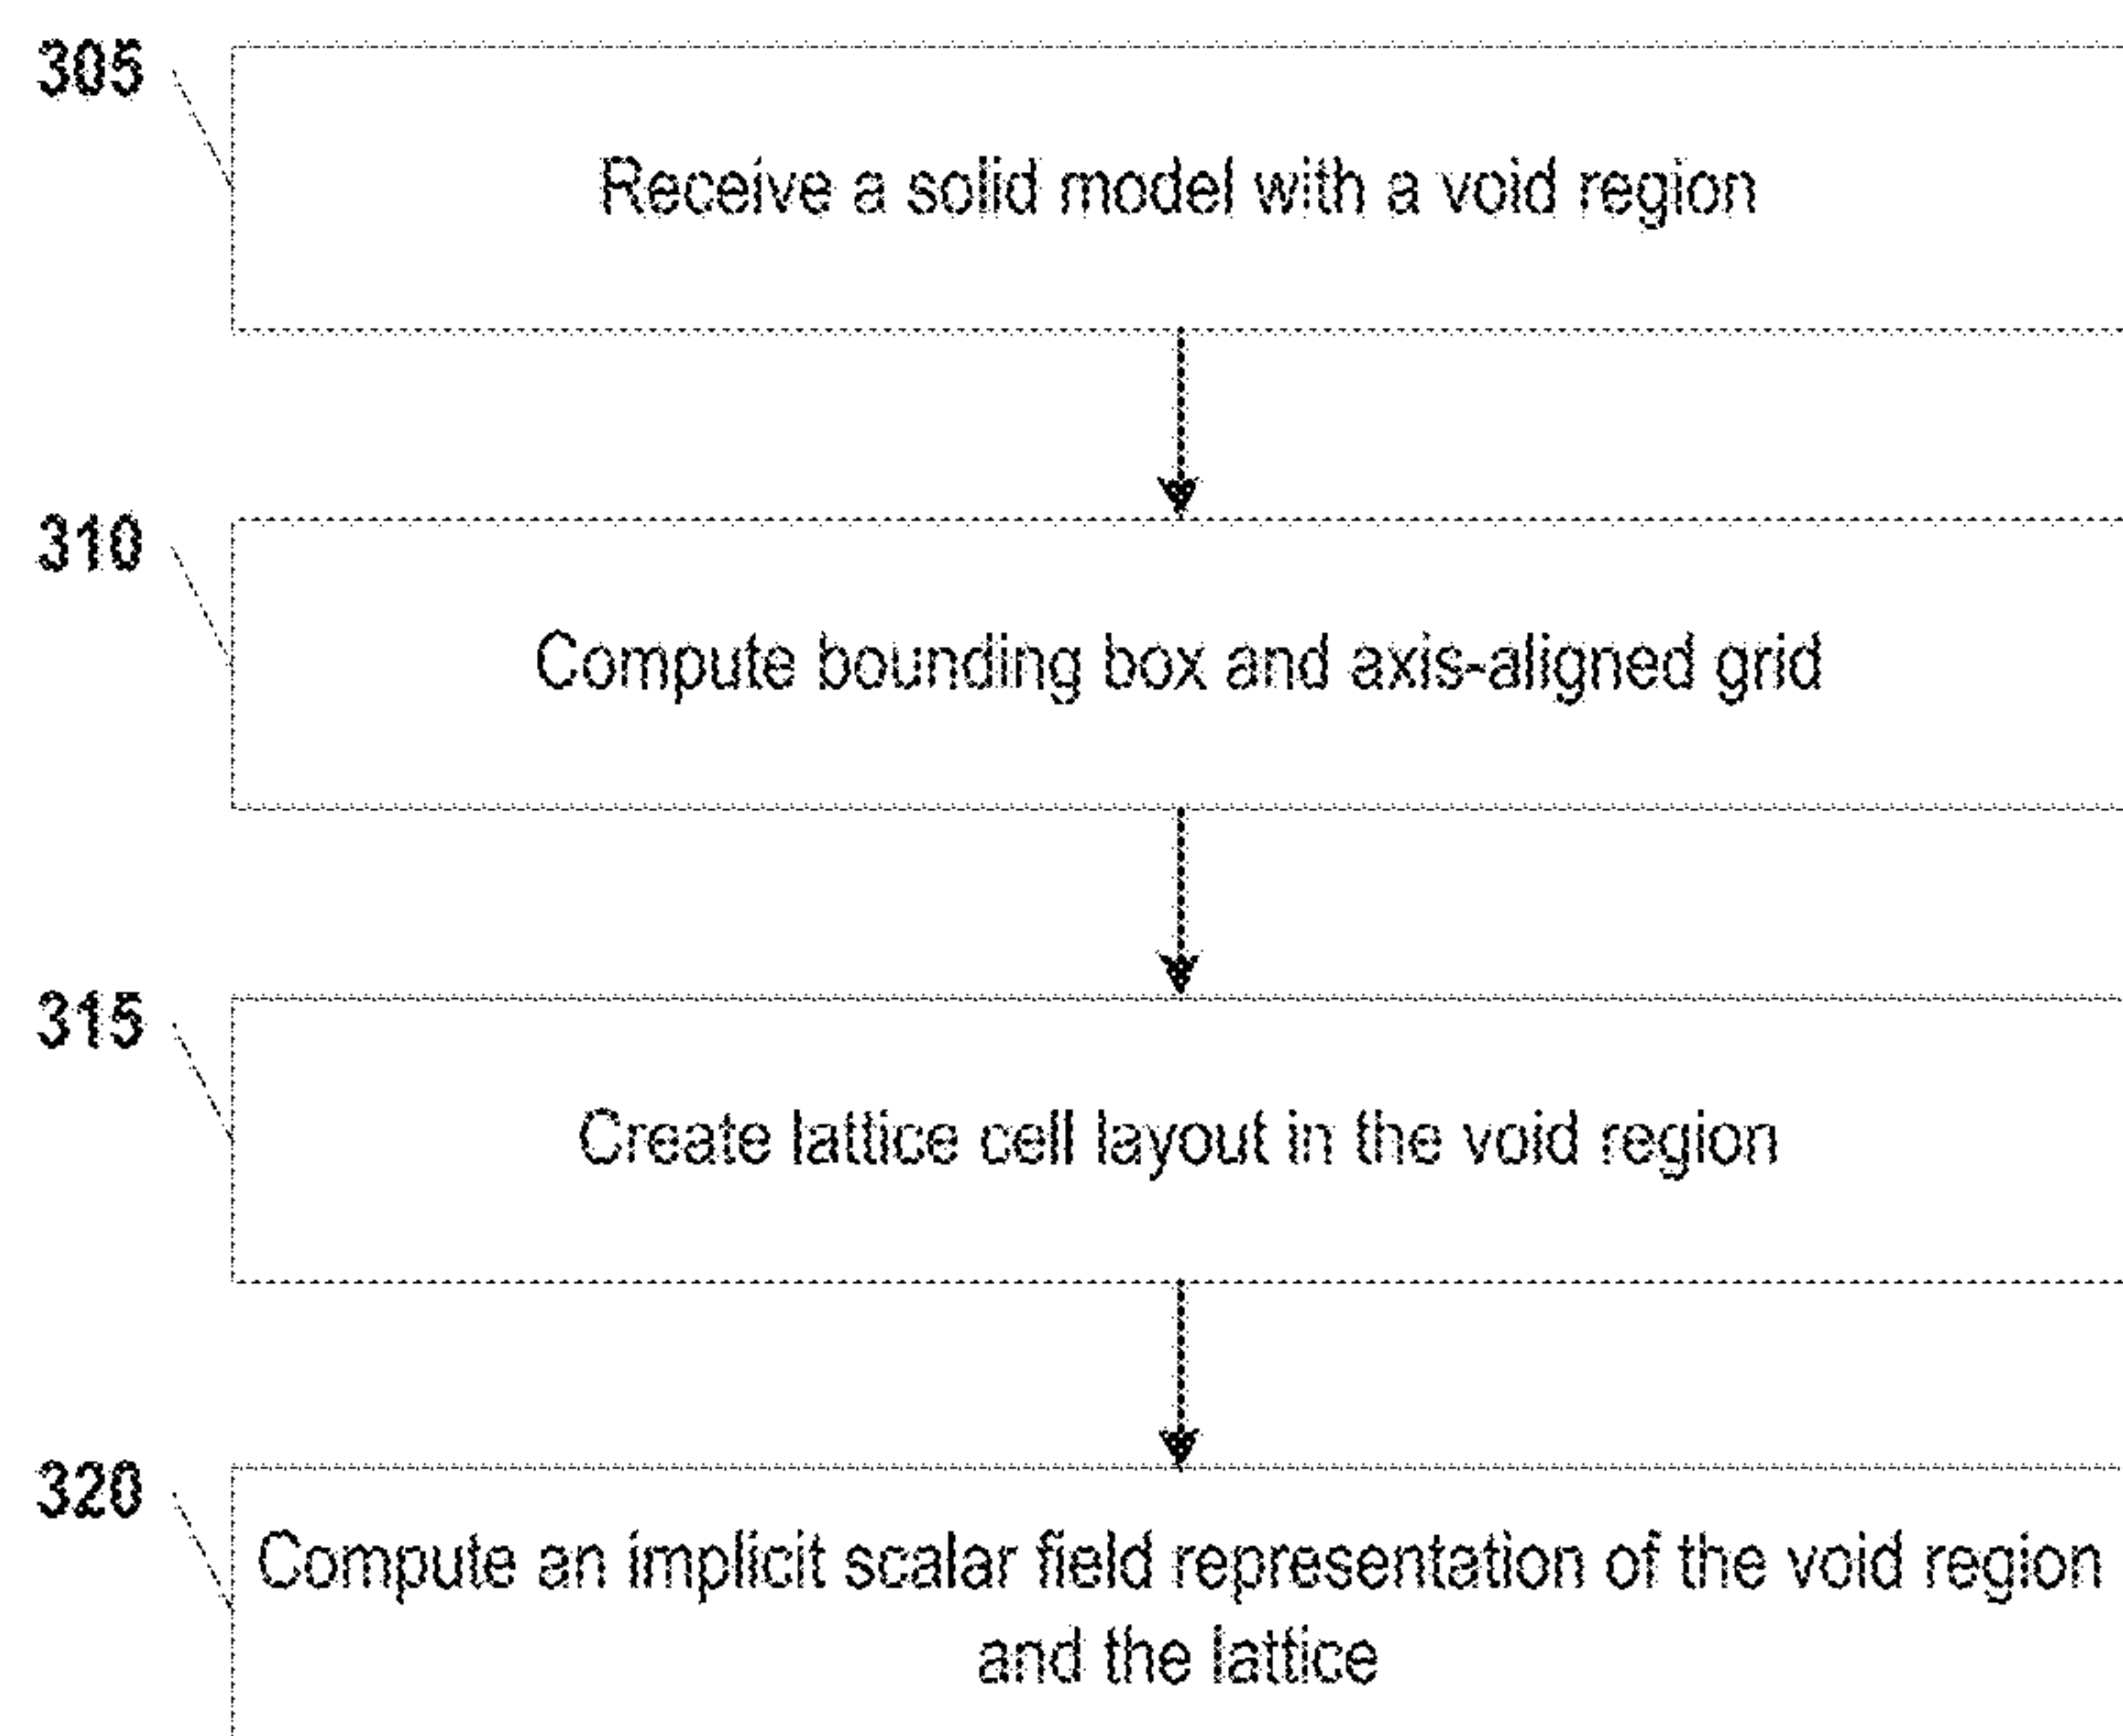 305
Receive a solid model with a void region
310
Compute bounding box and axis-aligned grid
315
Create lattice cell layout in the void region
320
Compute an implicit scalar field representation of the void region
and the lattice